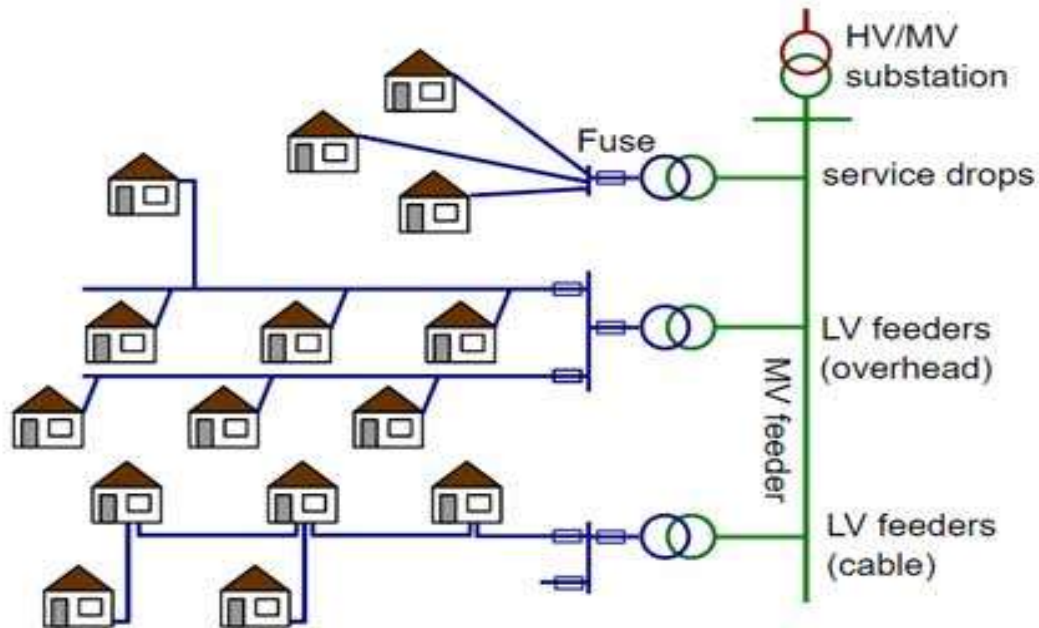 HV/MV
substation
Fuse
service drops
LV feeders
(overhead)
MV feeder
LV feeders
(cable)